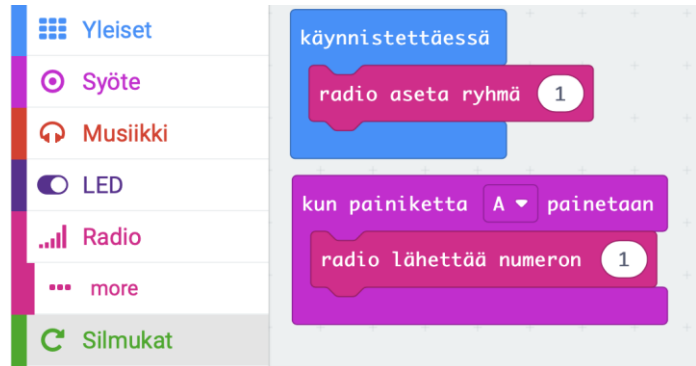 Yleiset
Syöte
Musiikki
LED
Radio
more
Silmukat
käynnistettäessä
radio aseta ryhmä 1
kun painiketta A painetaan
radio lähettää numeron 1